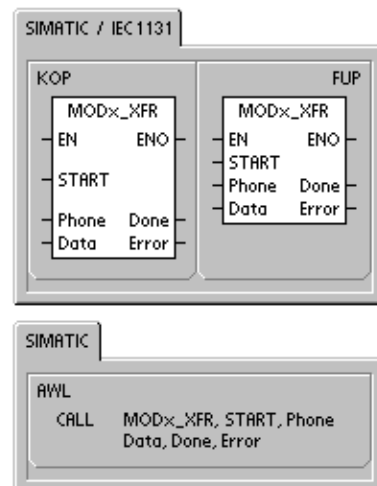 SIMATIC / IEC1131
KOP
MODx_XFR
EN ENO
START
Phone Done
Data Error
FUP
MODx_XFR
EN ENO
START
Phone Done
Data Error
SIMATIC
AWL
CALL MODx_XFR, START, Phone
Data, Done, Error